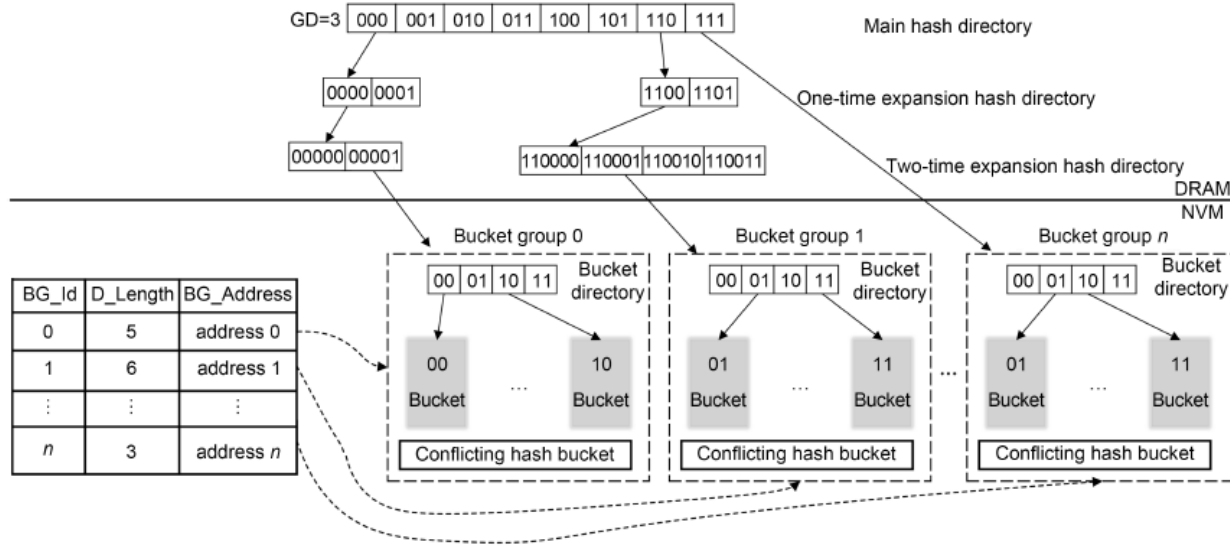 GD=3 000 001 010 011 100 101 110 111 Main hash directory
0000 0001 1100 1101 One-time expansion hash directory
00000 00001 110000 110001 110010 110011 Two-time expansion hash directory
DRAM
NVM
Bucket group 0 Bucket group 1 Bucket group n
00 01 10 11 Bucket directory
00 01 10 11 Bucket directory
00 01 10 11 Bucket directory
BG_Id D_Length BG_Address
0 5 address 0
1 6 address 1
⋮ ⋮ ⋮
n 3 address n
00 Bucket ... 10 Bucket
01 Bucket ... 11 Bucket
...
01 Bucket ... 11 Bucket
Conflicting hash bucket Conflicting hash bucket Conflicting hash bucket